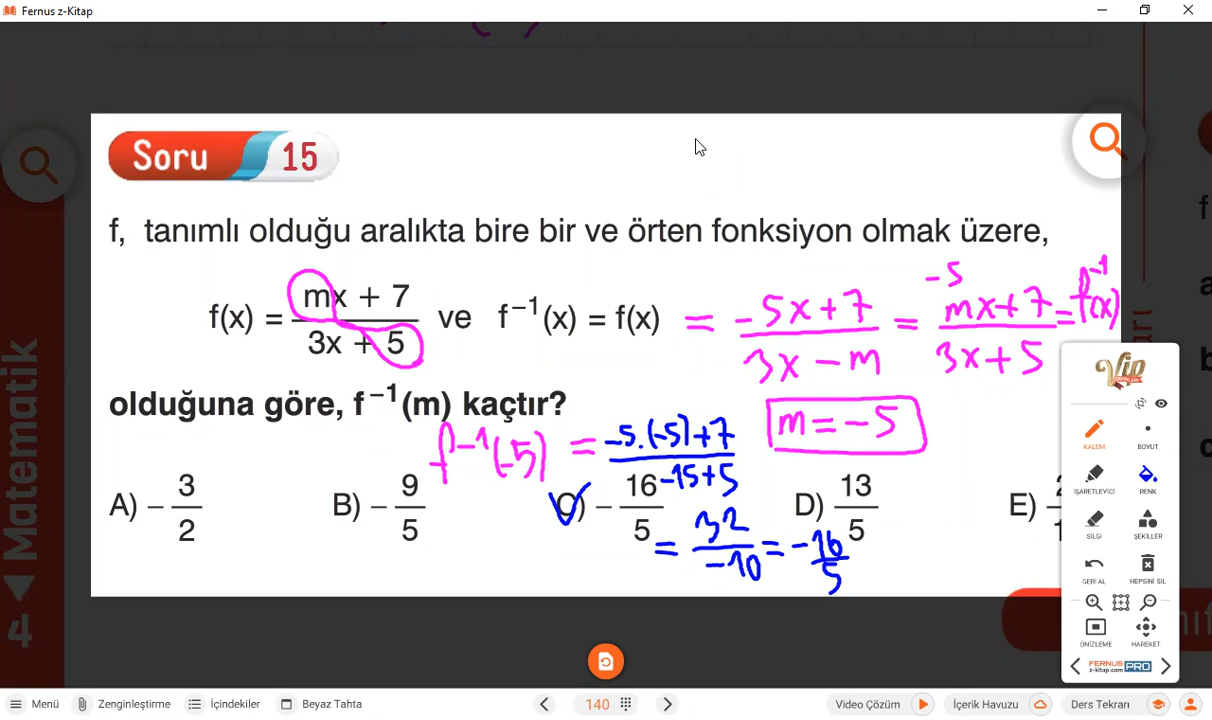 Fernus z-Kitap
Soru 15
f, tanımlı olduğu aralıkta bire bir ve örten fonksiyon olmak üzere,
f(x) = (mx + 7)/(3x + 5) ve f⁻¹(x) = f(x) = (-5x+7)/(3x-m) = (mx+7)/(3x+5) = f⁻¹(x)
-5
olduğuna göre, f⁻¹(m) kaçtır?
m = -5
f⁻¹(-5) = (-5.(-5)+7)/(-15+5)
= 32/-10 = -16/5
A) -3/2 B) -9/5 C) -16/5 D) 13/5 E)
4 Matematik
KALEM
BOYUT
İŞARETLEYİCİ
RENK
SİLGİ
ŞEKİLLER
GERİ AL
HEPSİNİ SİL
ÖNİZLEME
HAREKET
FERNUS z-kitap.com PRO
Menü
Zenginleştirme
İçindekiler
Beyaz Tahta
140
Video Çözüm
İçerik Havuzu
Ders Tekrarı